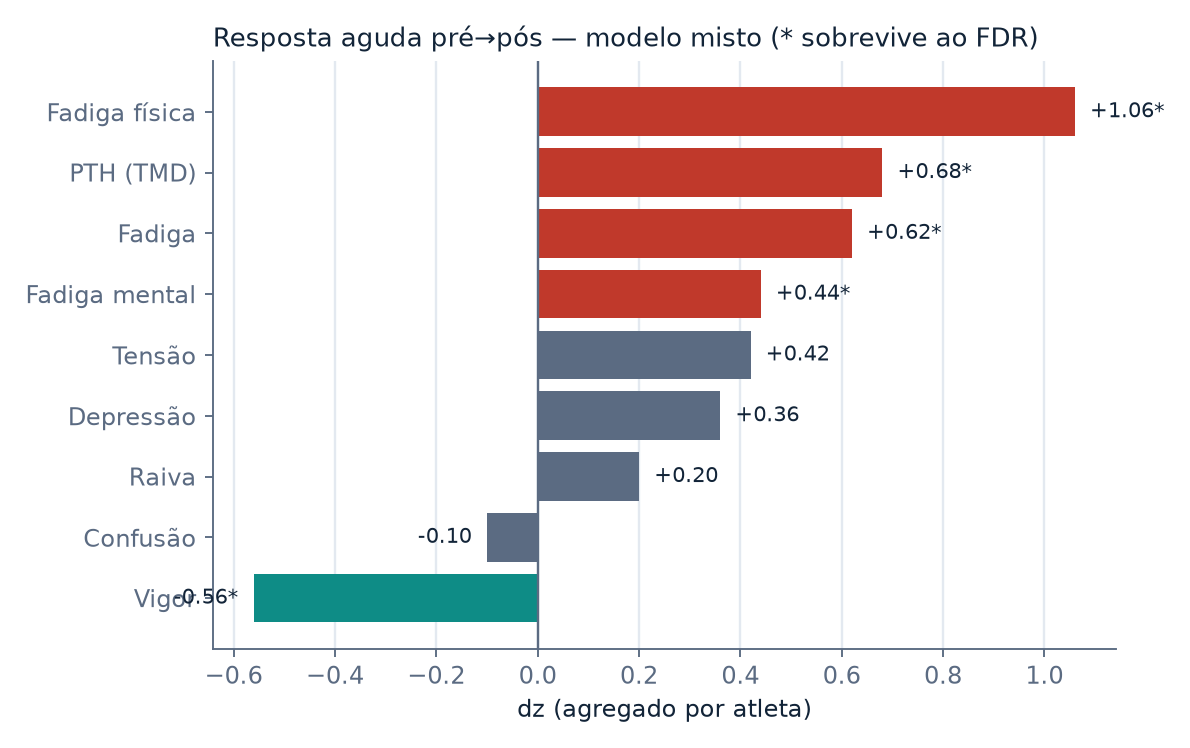 Resposta aguda pré→pós — modelo misto (* sobrevive ao FDR)
Fadiga física +1.06*
PTH (TMD) +0.68*
Fadiga +0.62*
Fadiga mental +0.44*
Tensão +0.42
Depressão +0.36
Raiva +0.20
Confusão -0.10
Vigor -0.56*
−0.6 −0.4 −0.2 0.0 0.2 0.4 0.6 0.8 1.0
dz (agregado por atleta)